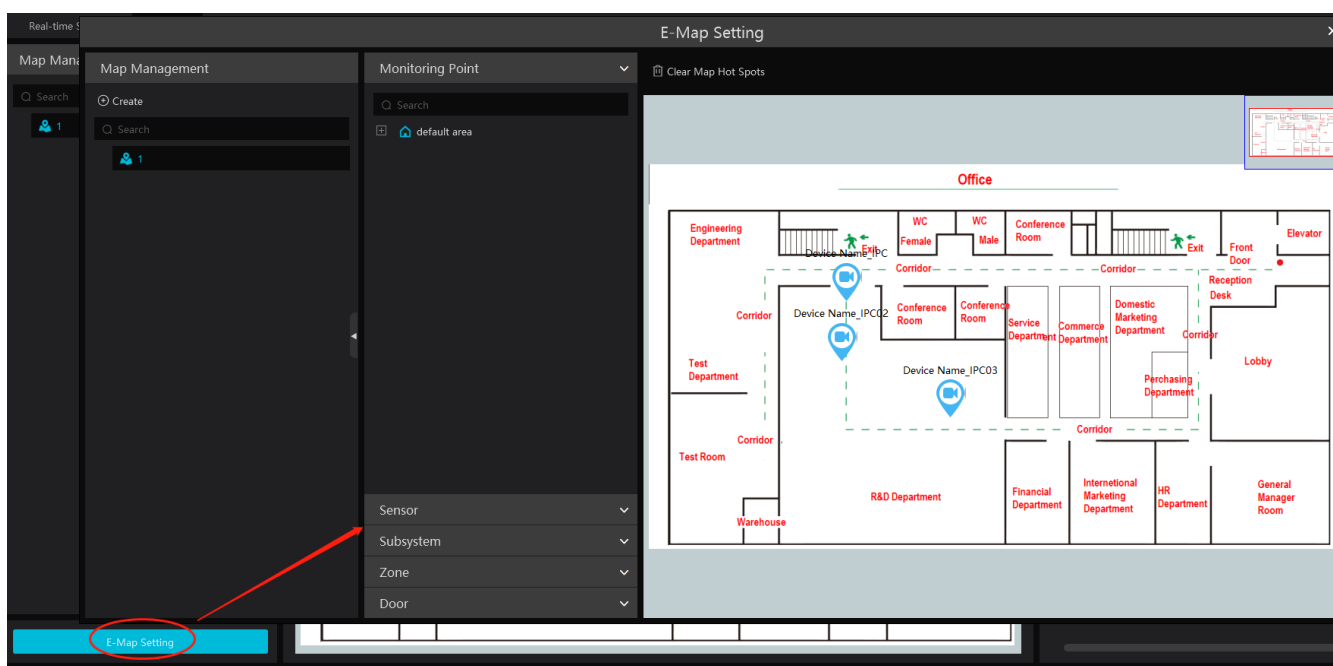 Real-time S
E-Map Setting
Map Mana
Search
1
Map Management
Create
Search
1
Monitoring Point
Search
default area
Sensor
Subsystem
Zone
Door
Clear Map Hot Spots
Office
Engineering
Department
Exit
WC
Female
WC
Male
Conference
Room
Exit
Front
Door
Elevator
Device Name_IPC
Corridor
Corridor
Reception
Desk
Corridor
Device Name_IPC02
Conference
Room
Conference
Room
Service
Department
Commerce
Department
Domestic
Marketing
Department
Corridor
Lobby
Test
Department
Device Name_IPC03
Perchasing
Department
Corridor
Corridor
Test Room
R&D Department
Warehouse
Financial
Department
International
Marketing
Department
HR
Department
General
Manager
Room
E-Map Setting